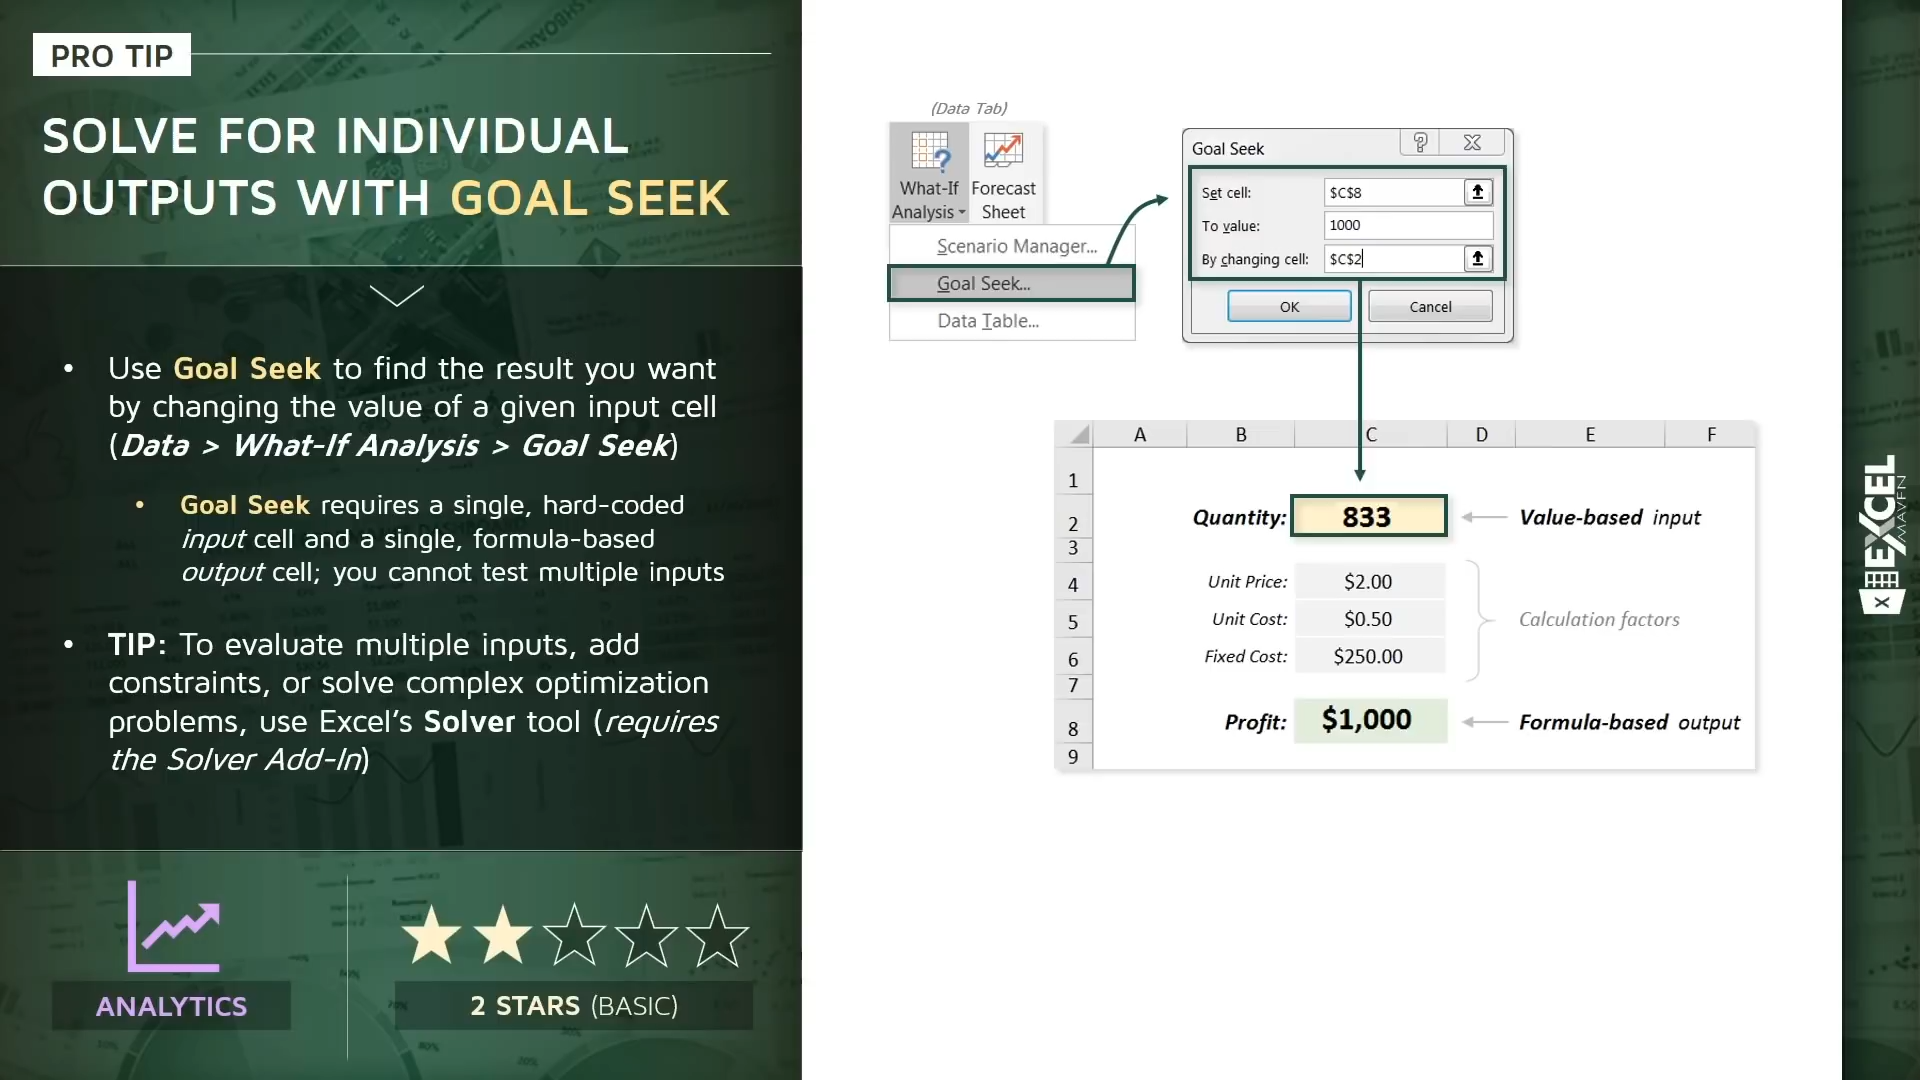 PRO TIP
SOLVE FOR INDIVIDUAL
OUTPUTS WITH GOAL SEEK
• Use Goal Seek to find the result you want
by changing the value of a given input cell
(Data > What-If Analysis > Goal Seek)
• Goal Seek requires a single, hard-coded
input cell and a single, formula-based
output cell; you cannot test multiple inputs
• TIP: To evaluate multiple inputs, add
constraints, or solve complex optimization
problems, use Excel's Solver tool (requires
the Solver Add-In)
ANALYTICS
2 STARS (BASIC)
(Data Tab)
What-If
Analysis
Forecast
Sheet
Scenario Manager...
Goal Seek...
Data Table...
Goal Seek
Set cell: $C$8
To value: 1000
By changing cell: $C$2
OK Cancel
A B C D E F
1
2 Quantity: 833 Value-based input
3
4 Unit Price: $2.00
5 Unit Cost: $0.50 Calculation factors
6 Fixed Cost: $250.00
7
8 Profit: $1,000 Formula-based output
9
EXCEL
MAVEN